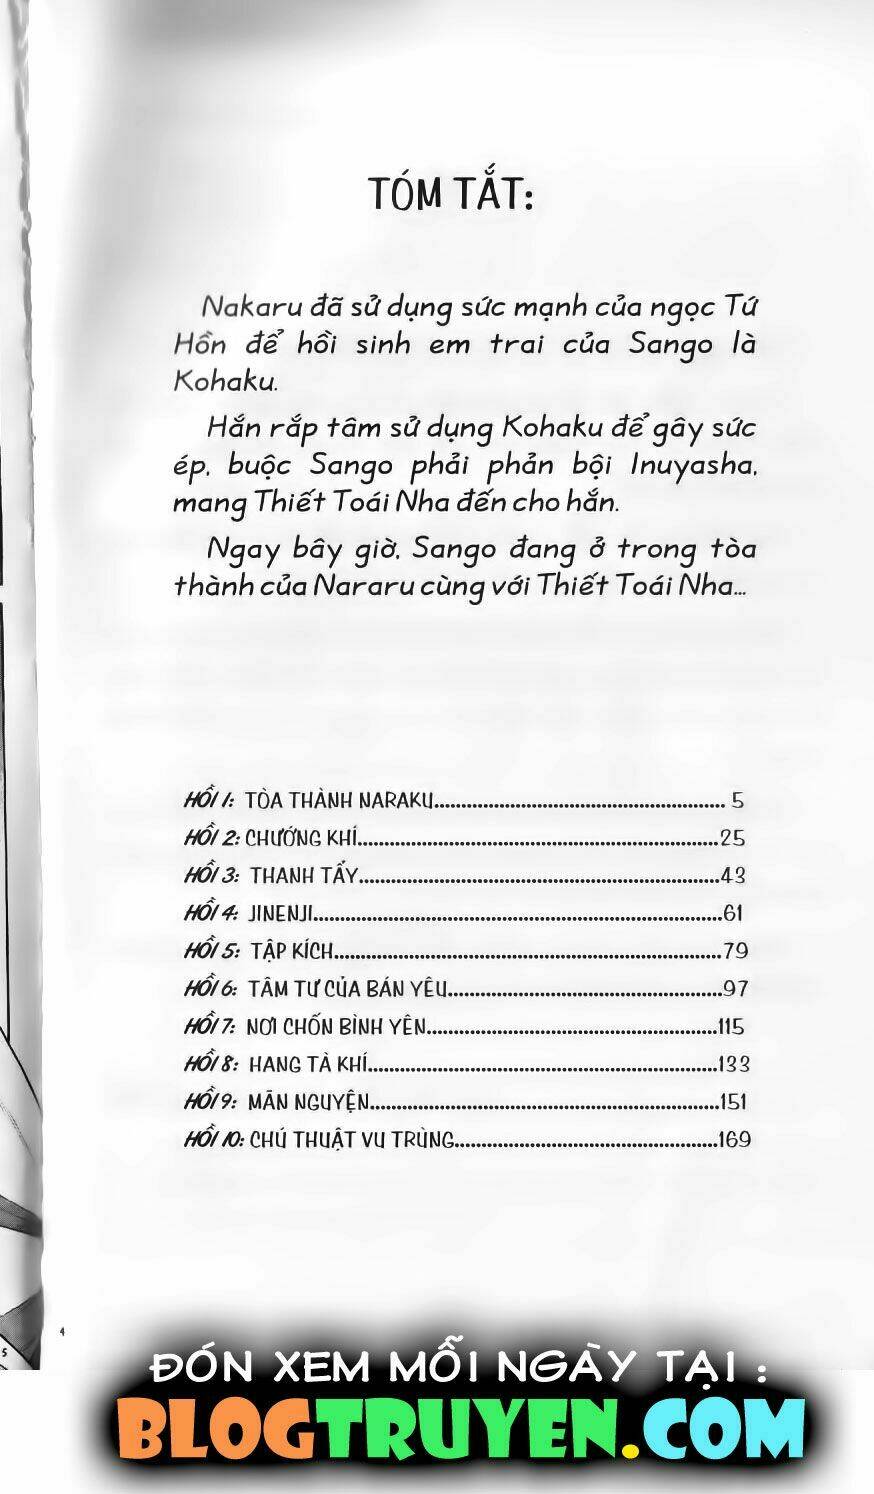 TÓM TẮT:
Nakaru đã sử dụng sức mạnh của ngọc Tứ
Hồn để hồi sinh em trai của Sango là
Kohaku.
Hắn rắp tâm sử dụng Kohaku để gây sức
ép, buộc Sango phải phản bội Inuyasha,
mang Thiết Toái Nha đến cho hắn.
Ngay bây giờ, Sango đang ở trong tòa
thành của Nararu cùng với Thiết Toái Nha...
HỒI 1: TÒA THÀNH NARAKU........ 5
HỒI 2: CHƯỚNG KHÍ........25
HỒI 3: THANH TẨY........43
HỒI 4: JINENJI........61
HỒI 5: TẬP KÍCH........79
HỒI 6: TÂM TƯ CỦA BÁN YÊU........97
HỒI 7: NƠI CHỐN BÌNH YÊN........115
HỒI 8: HANG TÀ KHÍ........133
HỒI 9: MÃN NGUYỆN........151
HỒI 10: CHÚ THUẬT VU TRÙNG........169
4
5
ĐÓN XEM MỖI NGÀY TẠI :
BLOGTRUYEN.COM